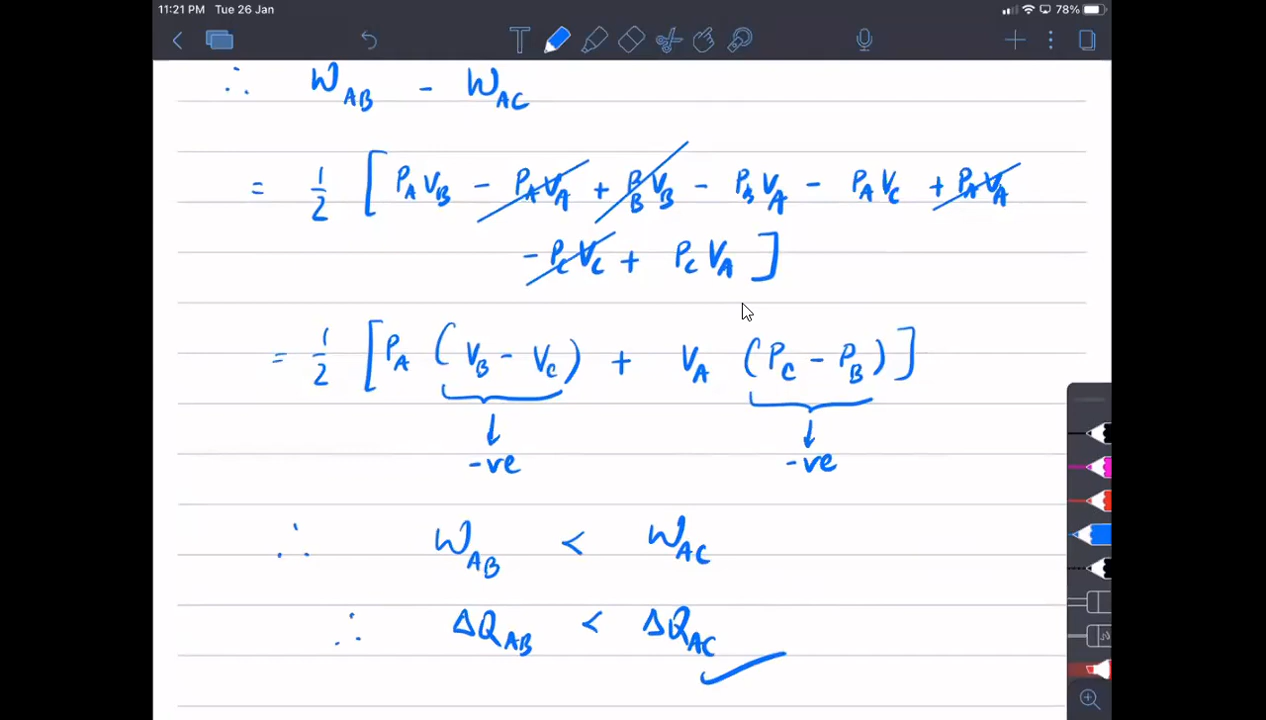 11:21 PM Tue 26 Jan 78%
T
∴ W_AB - W_AC
= 1/2 [ P_A V_B - P_A V_A + P_B V_B - P_B V_A - P_A V_C + P_A V_A
- P_C V_C + P_C V_A ]
= 1/2 [ P_A ( V_B - V_C ) + V_A ( P_C - P_B ) ]
↓ ↓
-ve -ve
∴ W_AB < W_AC
∴ ΔQ_AB < ΔQ_AC